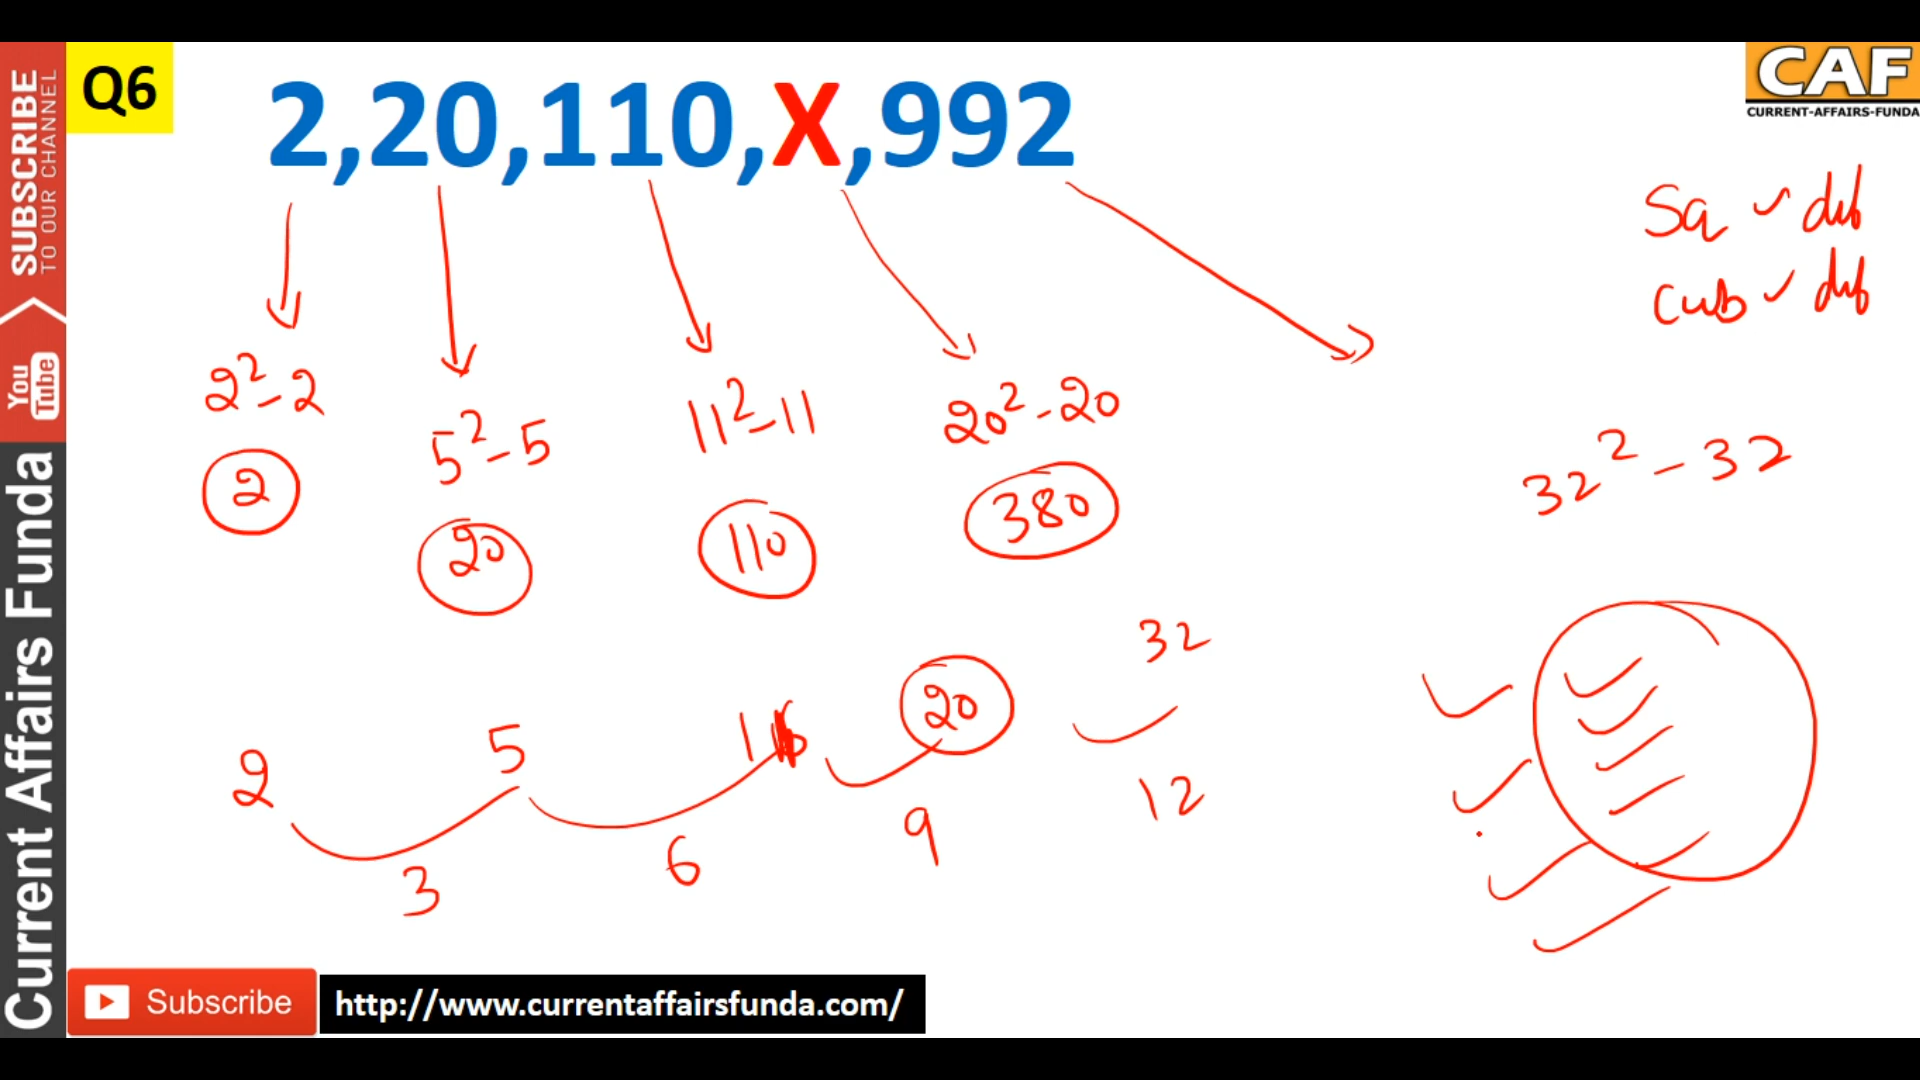 SUBSCRIBE
TO OUR CHANNEL
You
Tube
Current Affairs Funda
Q6
2,20,110,X,992
CAF
CURRENT-AFFAIRS-FUNDA
Sq
Cub
2² - 2
5² - 5
11² - 11
20² - 20
32² - 32
2
20
110
380
2 5 11 20 32
3 6 9 12
Subscribe
http://www.currentaffairsfunda.com/